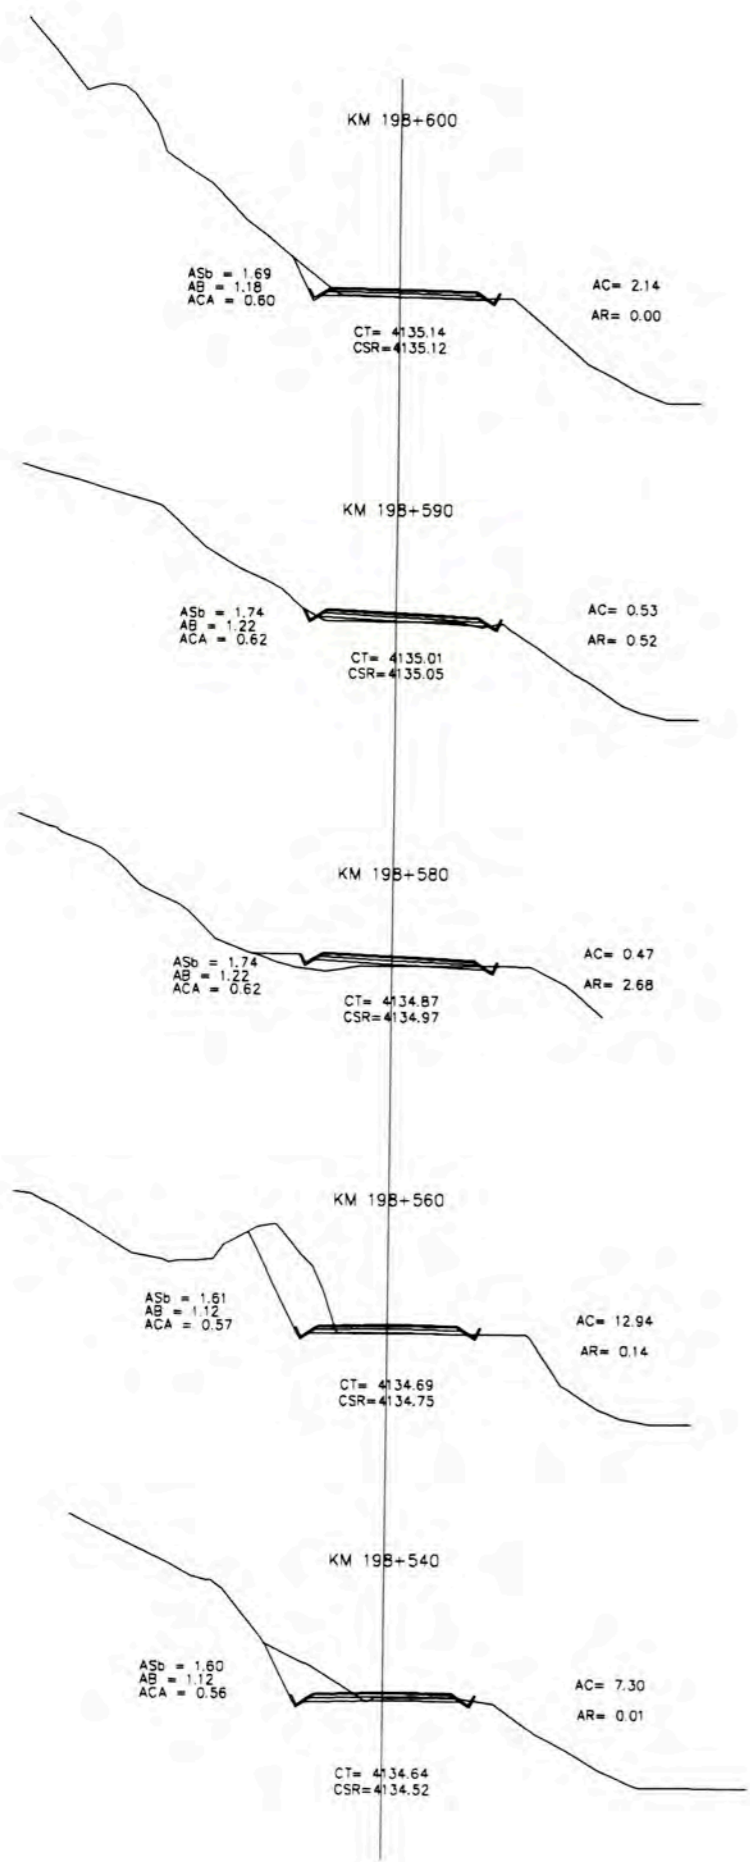 KM 198+600
ASb = 1.69
AB = 1.18
ACA = 0.60
AC= 2.14
AR= 0.00
CT= 4135.14
CSR=4135.12
KM 198+590
ASb = 1.74
AB = 1.22
ACA = 0.62
AC= 0.53
AR= 0.52
CT= 4135.01
CSR=4135.05
KM 198+580
ASb = 1.74
AB = 1.22
ACA = 0.62
AC= 0.47
AR= 2.68
CT= 4134.87
CSR=4134.97
KM 198+560
ASb = 1.61
AB = 1.12
ACA = 0.57
AC= 12.94
AR= 0.14
CT= 4134.69
CSR=4134.75
KM 198+540
ASb = 1.60
AB = 1.12
ACA = 0.56
AC= 7.30
AR= 0.01
CT= 4134.64
CSR=4134.52